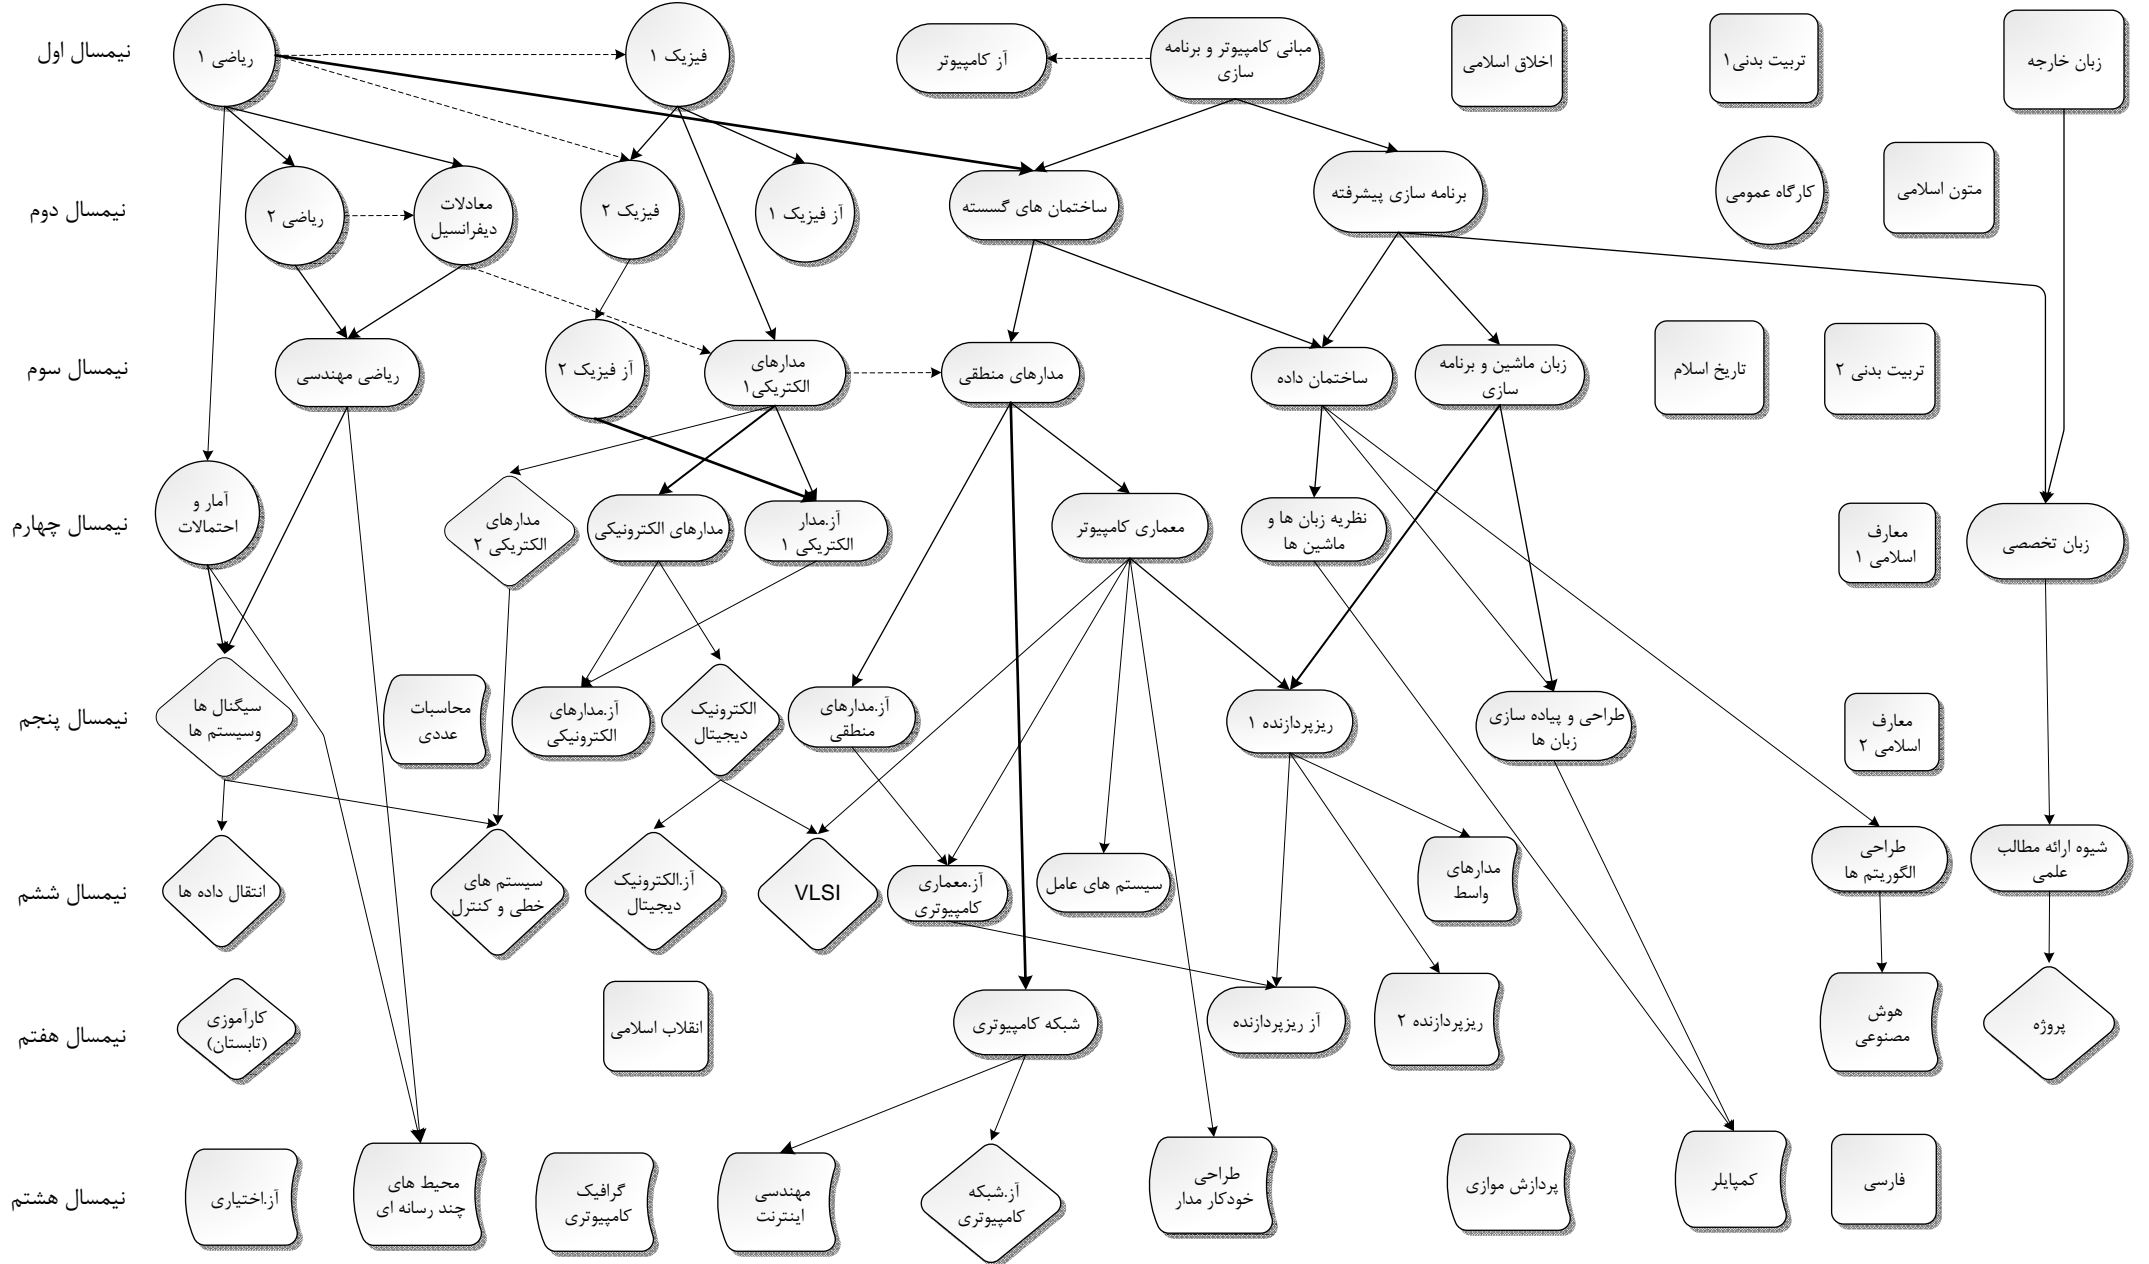 نیمسال اول
ریاضی ۱
فیزیک ۱
آز کامپیوتر
مبانی کامپیوتر و برنامه
سازی
اخلاق اسلامی
تربیت بدنی۱
زبان خارجه
نیمسال دوم
ریاضی ۲
معادلات
دیفرانسیل
فیزیک ۲
آز فیزیک ۱
ساختمان های گسسته
برنامه سازی پیشرفته
کارگاه عمومی
متون اسلامی
نیمسال سوم
ریاضی مهندسی
آز فیزیک ۲
مدارهای
الکتریکی۱
مدارهای منطقی
ساختمان داده
زبان ماشین و برنامه
سازی
تاریخ اسلام
تربیت بدنی ۲
نیمسال چهارم
آمار و
احتمالات
مدارهای
الکتریکی ۲
مدارهای الکترونیکی
آز.مدار
الکتریکی ۱
معماری کامپیوتر
نظریه زبان ها و
ماشین ها
معارف
اسلامی ۱
زبان تخصصی
نیمسال پنجم
سیگنال ها
وسیستم ها
محاسبات
عددی
آز.مدارهای
الکترونیکی
الکترونیک
دیجیتال
آز.مدارهای
منطقی
ریزپردازنده ۱
طراحی و پیاده سازی
زبان ها
معارف
اسلامی ۲
نیمسال ششم
انتقال داده ها
سیستم های
خطی و کنترل
آز.الکترونیک
دیجیتال
VLSI
آز.معماری
کامپیوتری
سیستم های عامل
مدارهای
واسط
طراحی
الگوریتم ها
شیوه ارائه مطالب
علمی
نیمسال هفتم
کارآموزی
(تابستان)
انقلاب اسلامی
شبکه کامپیوتری
آز ریزپردازنده
ریزپردازنده ۲
هوش
مصنوعی
پروژه
نیمسال هشتم
آز.اختیاری
محیط های
چند رسانه ای
گرافیک
کامپیوتری
مهندسی
اینترنت
آز.شبکه
کامپیوتری
طراحی
خودکار مدار
پردازش موازی
کمپایلر
فارسی